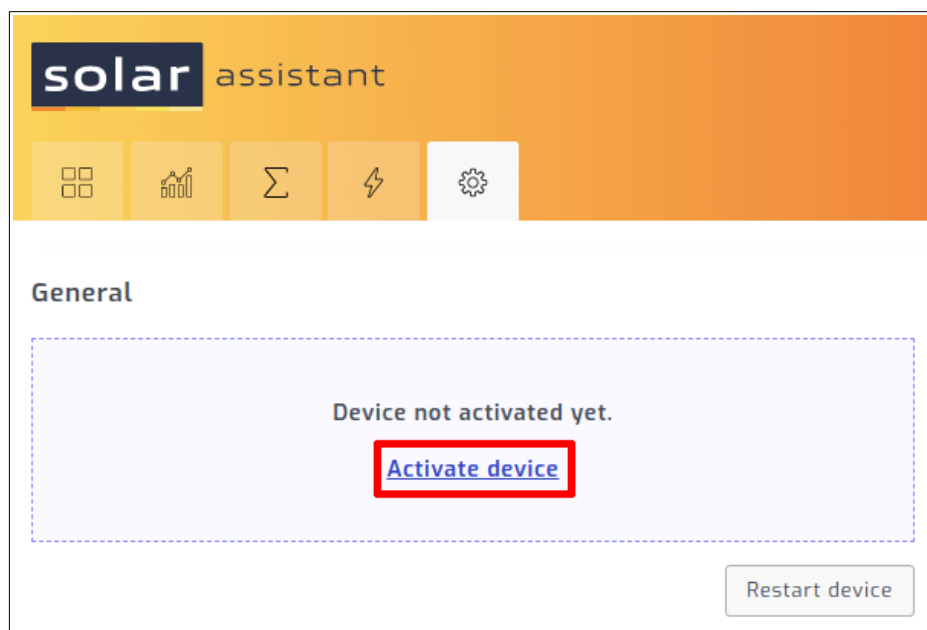 solar assistant
General
Device not activated yet.
Activate device
Restart device